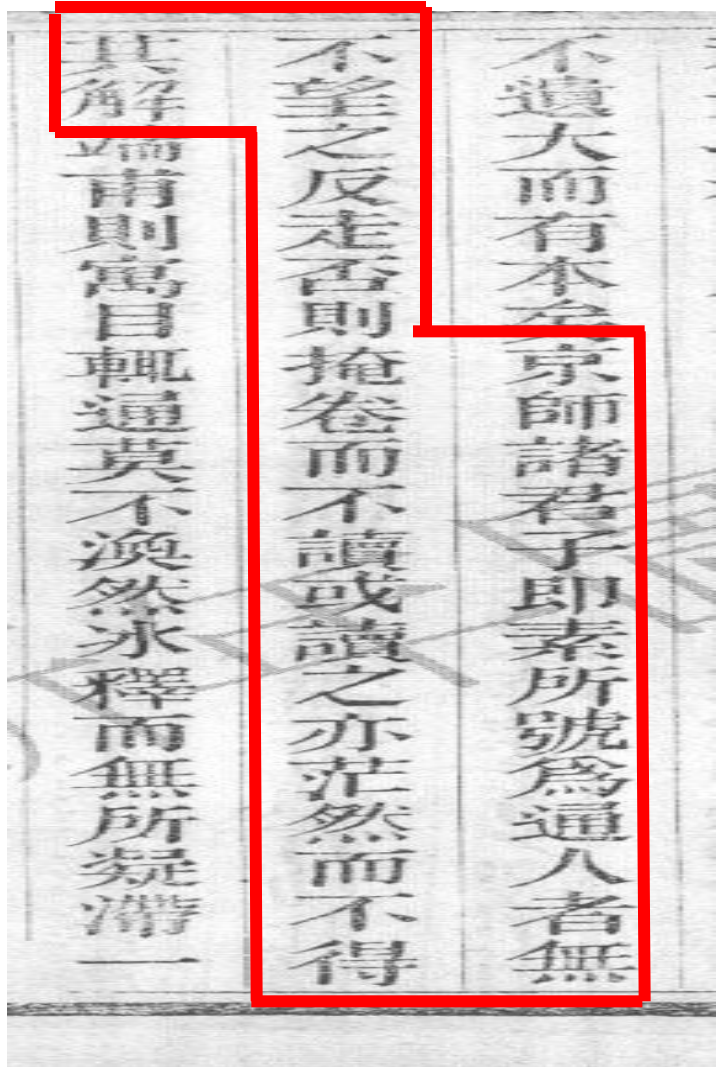 不遺大而有本矣京師諸君子即素所號爲通人者無
不望之反走否則掩卷而不讀或讀之亦茫然而不得
其解端甫則寓目輒通莫不渙然冰釋而無所凝滯一